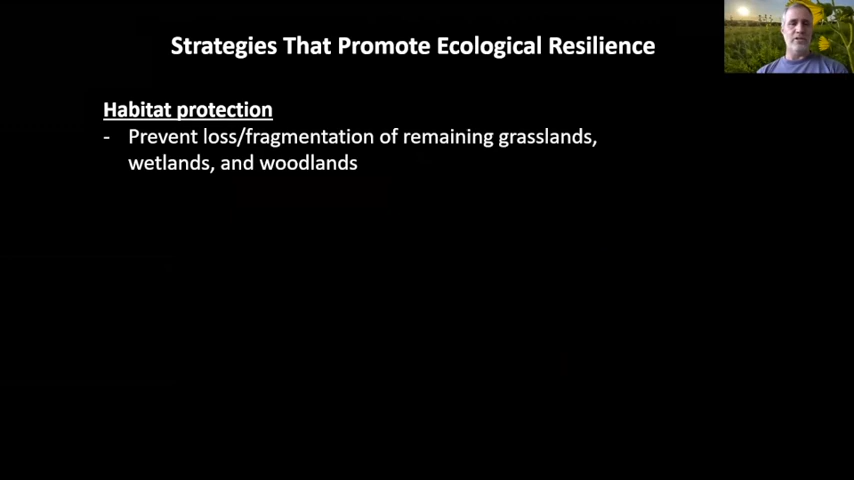 Strategies That Promote Ecological Resilience
Habitat protection
- Prevent loss/fragmentation of remaining grasslands,
wetlands, and woodlands